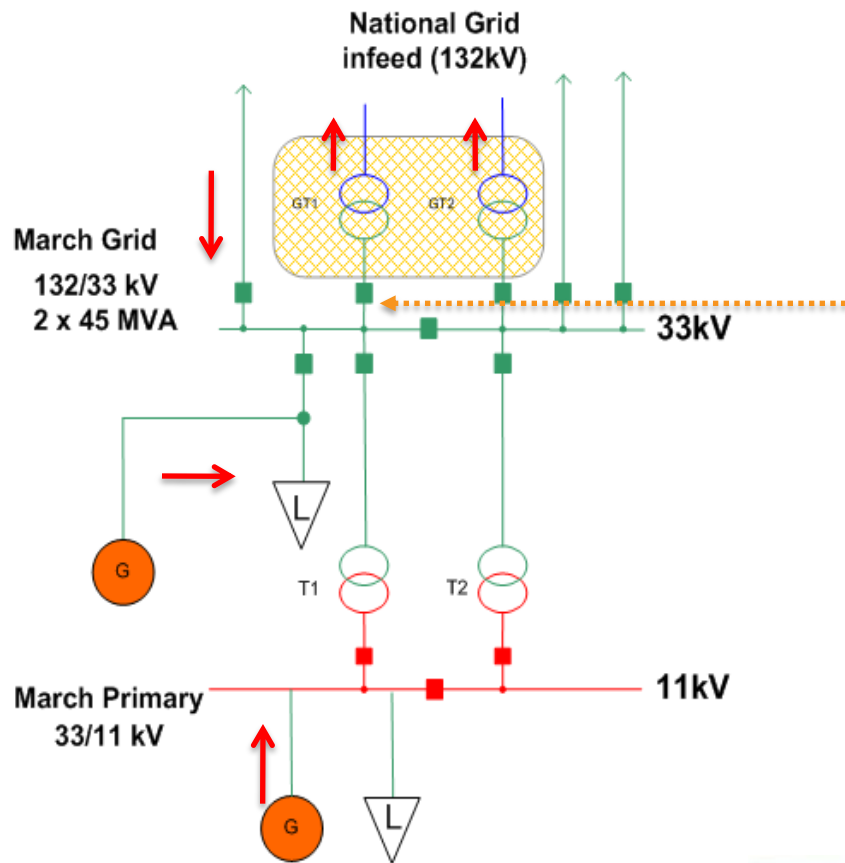 National Grid
infeed (132kV)
GT1
GT2
March Grid
132/33 kV
2 x 45 MVA
33kV
L
G
T1
T2
March Primary
33/11 kV
11kV
G
L